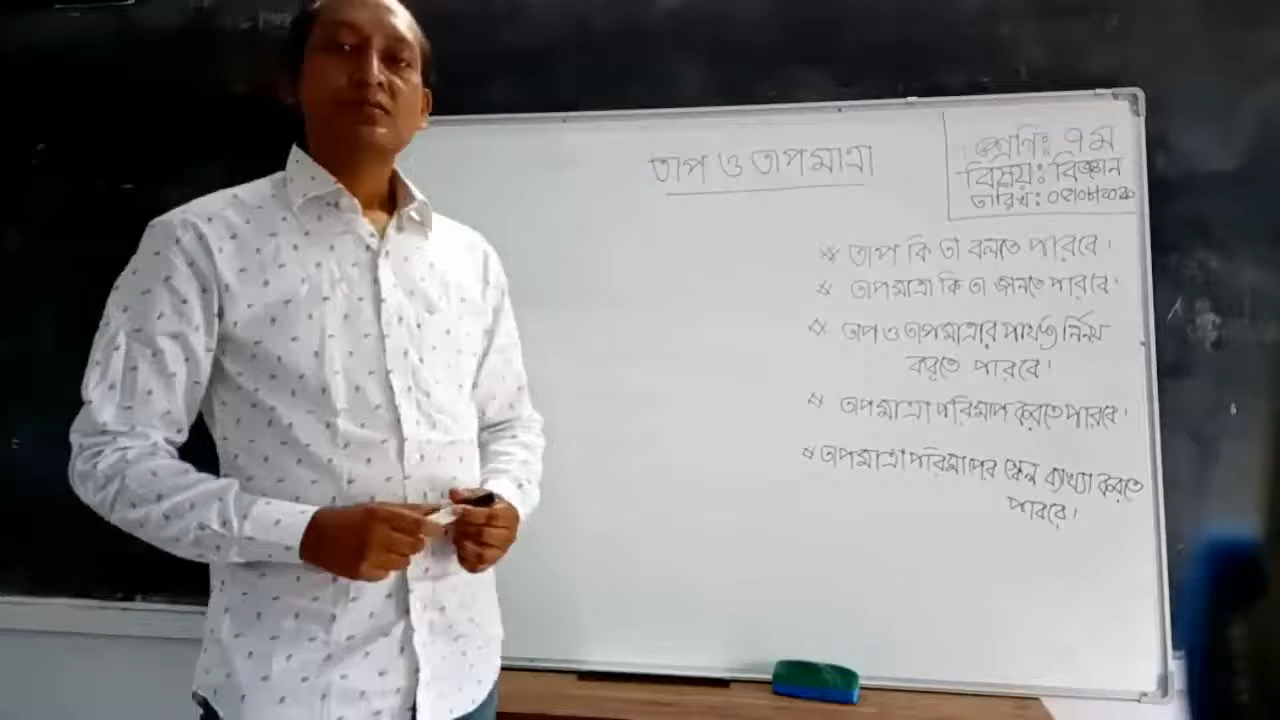 তাপ ও তাপমাত্রা
শ্রেণিঃ ৭ম
বিষয়ঃ বিজ্ঞান
তারিখঃ
* তাপ কি তা বলতে পারবে।
* তাপমাত্রা কি তা জানতে পারবে।
* তাপ ও তাপমাত্রার পার্থক্য নির্নয়
করতে পারবে।
* তাপমাত্রা পরিমাপ করতে পারবে।
* তাপমাত্রা পরিমাপের স্কেল ব্যাখ্যা করতে
পারবে।